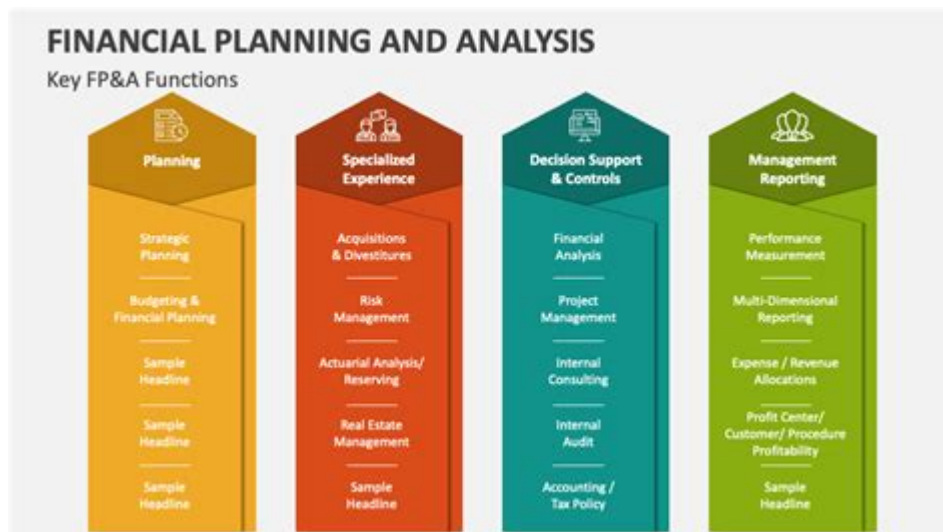 FINANCIAL PLANNING AND ANALYSIS
Key FP&A Functions
Planning
Strategic
Planning
Budgeting &
Financial Planning
Sample
Headline
Sample
Headline
Sample
Headline
Specialized
Experience
Acquisitions
& Divestitures
Risk
Management
Actuarial Analysis/
Reserving
Real Estate
Management
Sample
Headline
Decision Support
& Controls
Financial
Analysis
Project
Management
Internal
Consulting
Internal
Audit
Accounting /
Tax Policy
Management
Reporting
Performance
Measurement
Multi-Dimensional
Reporting
Expense / Revenue
Allocations
Profit Center/
Customer/ Procedure
Profitability
Sample
Headline